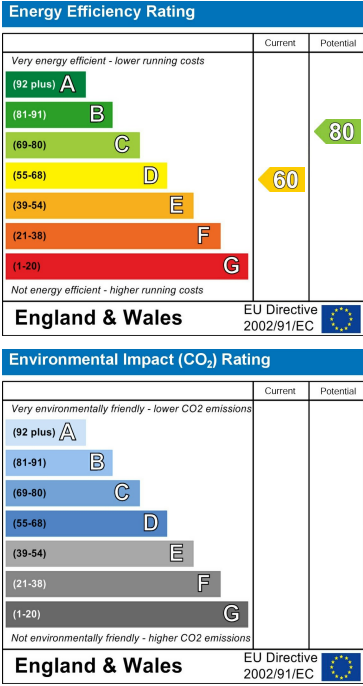 Energy Efficiency Rating
Current Potential
Very energy efficient - lower running costs
(92 plus) A
(81-91) B
(69-80) C
(55-68) D
(39-54) E
(21-38) F
(1-20) G
60
80
Not energy efficient - higher running costs
England & Wales
EU Directive
2002/91/EC
Environmental Impact (CO₂) Rating
Current Potential
Very environmentally friendly - lower CO2 emissions
(92 plus) A
(81-91) B
(69-80) C
(55-68) D
(39-54) E
(21-38) F
(1-20) G
Not environmentally friendly - higher CO2 emissions
England & Wales
EU Directive
2002/91/EC